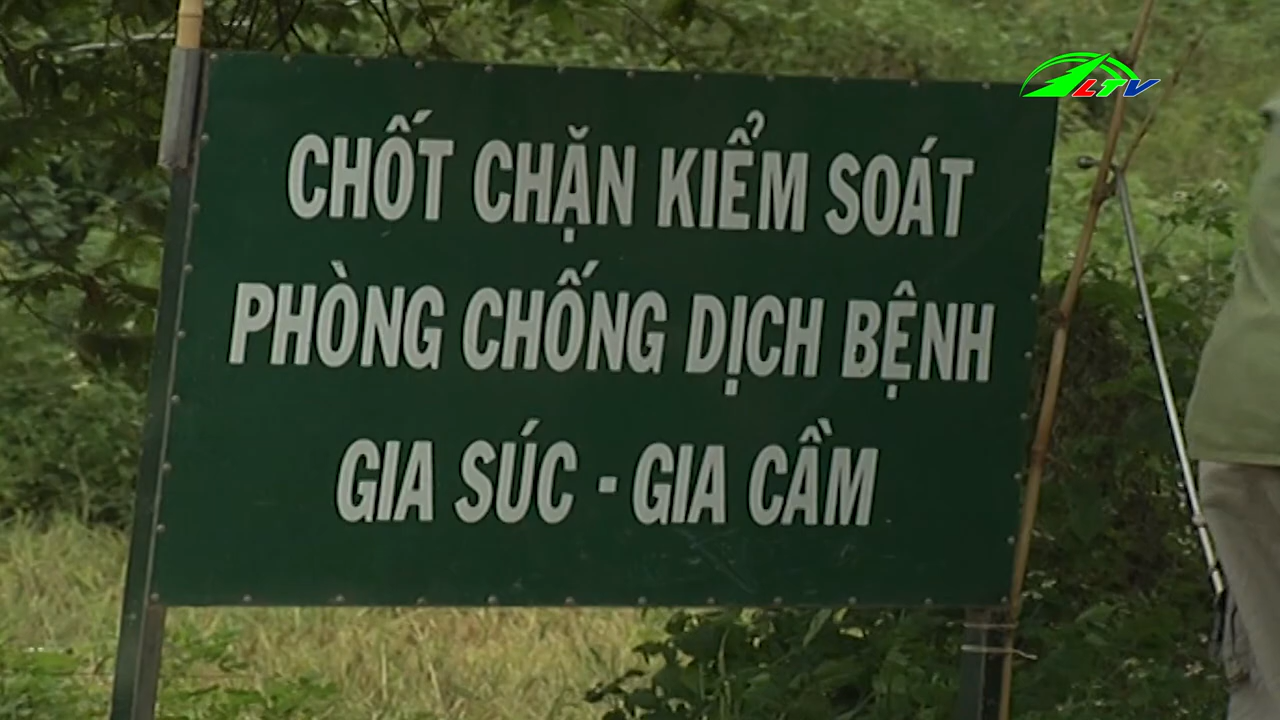 LTV
CHỐT CHẶN KIỂM SOÁT
PHÒNG CHỐNG DỊCH BỆNH
GIA SÚC - GIA CẦM